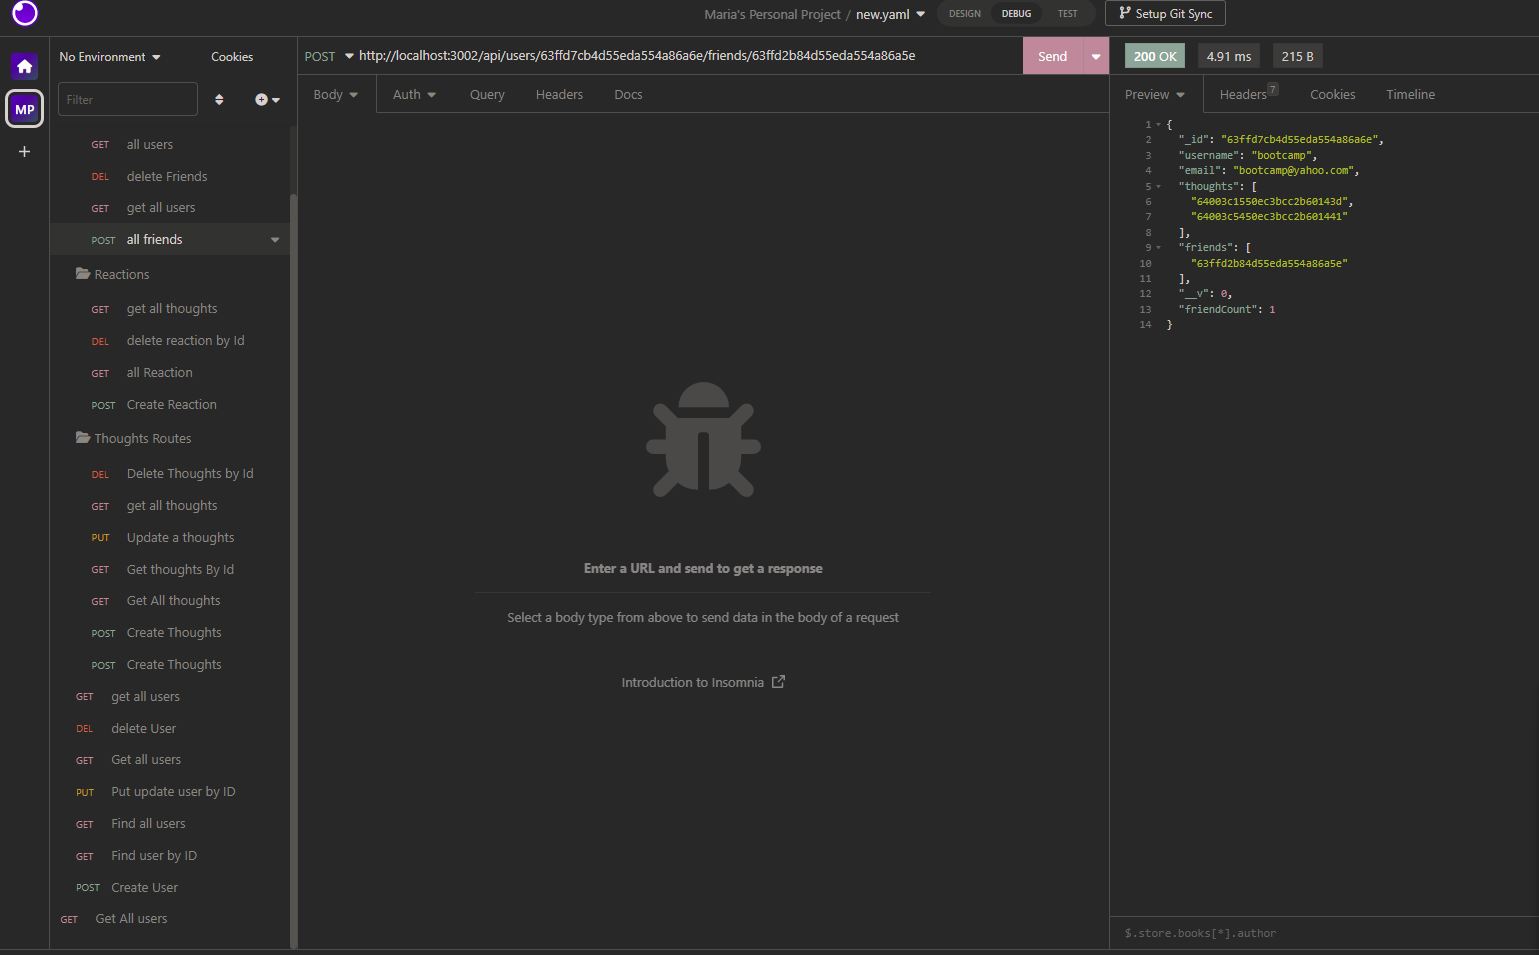 Maria's Personal Project / new.yaml
DESIGN
DEBUG
TEST
Setup Git Sync
MP
No Environment
Cookies
Filter
GET all users
DEL delete Friends
GET get all users
POST all friends
Reactions
GET get all thoughts
DEL delete reaction by Id
GET all Reaction
POST Create Reaction
Thoughts Routes
DEL Delete Thoughts by Id
GET get all thoughts
PUT Update a thoughts
GET Get thoughts By Id
GET Get All thoughts
POST Create Thoughts
POST Create Thoughts
GET get all users
DEL delete User
GET Get all users
PUT Put update user by ID
GET Find all users
GET Find user by ID
POST Create User
GET Get All users
POST http://localhost:3002/api/users/63ffd7cb4d55eda554a86a6e/friends/63ffd2b84d55eda554a86a5e
Send
Body
Auth
Query
Headers
Docs
Enter a URL and send to get a response
Select a body type from above to send data in the body of a request
Introduction to Insomnia
200 OK
4.91 ms
215 B
Preview
Headers 7
Cookies
Timeline
1 {
2 "_id": "63ffd7cb4d55eda554a86a6e",
3 "username": "bootcamp",
4 "email": "bootcamp@yahoo.com",
5 "thoughts": [
6 "64003c1550ec3bcc2b60143d",
7 "64003c5450ec3bcc2b601441"
8 ],
9 "friends": [
10 "63ffd2b84d55eda554a86a5e"
11 ],
12 "__v": 0,
13 "friendCount": 1
14 }
$.store.books[*].author